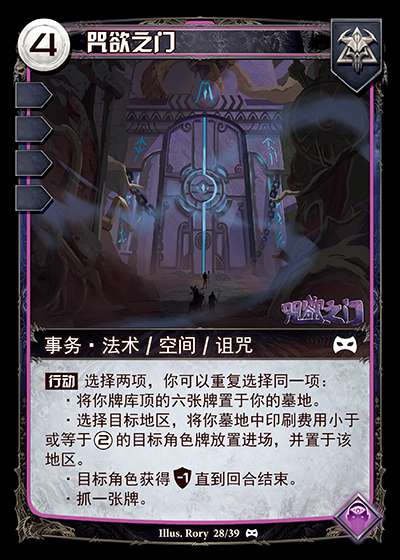 4 咒欲之门
咒欲之门
事务・法术 / 空间 / 诅咒
行动 选择两项，你可以重复选择同一项：
・将你牌库顶的六张牌置于你的墓地。
・选择目标地区，将你墓地中印刷费用小于
或等于②的目标角色牌放置进场，并置于该
地区。
・目标角色获得 -1 直到回合结束。
・抓一张牌。
Illus. Rory 28/39